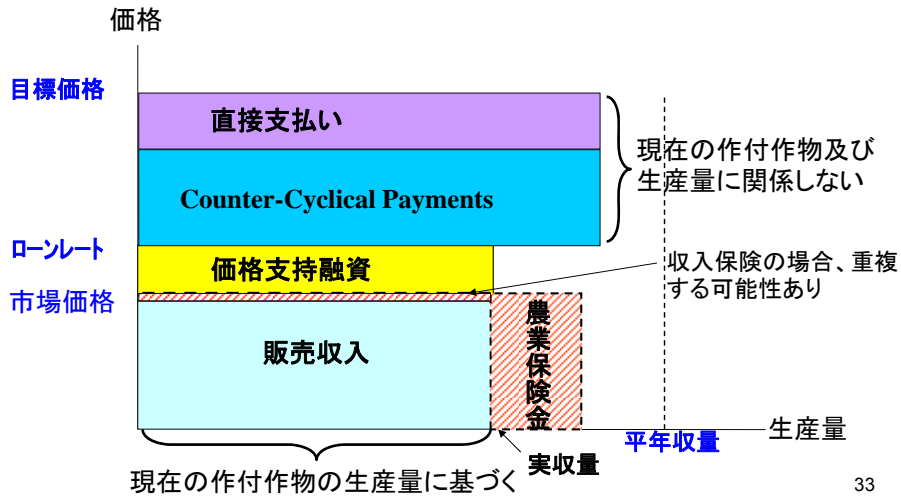 価格
目標価格
直接支払い
現在の作付作物及び
生産量に関係しない
Counter-Cyclical Payments
ローンレート
価格支持融資
収入保険の場合、重複
する可能性あり
市場価格
農業保険金
販売収入
生産量
平年収量
実収量
現在の作付作物の生産量に基づく
33